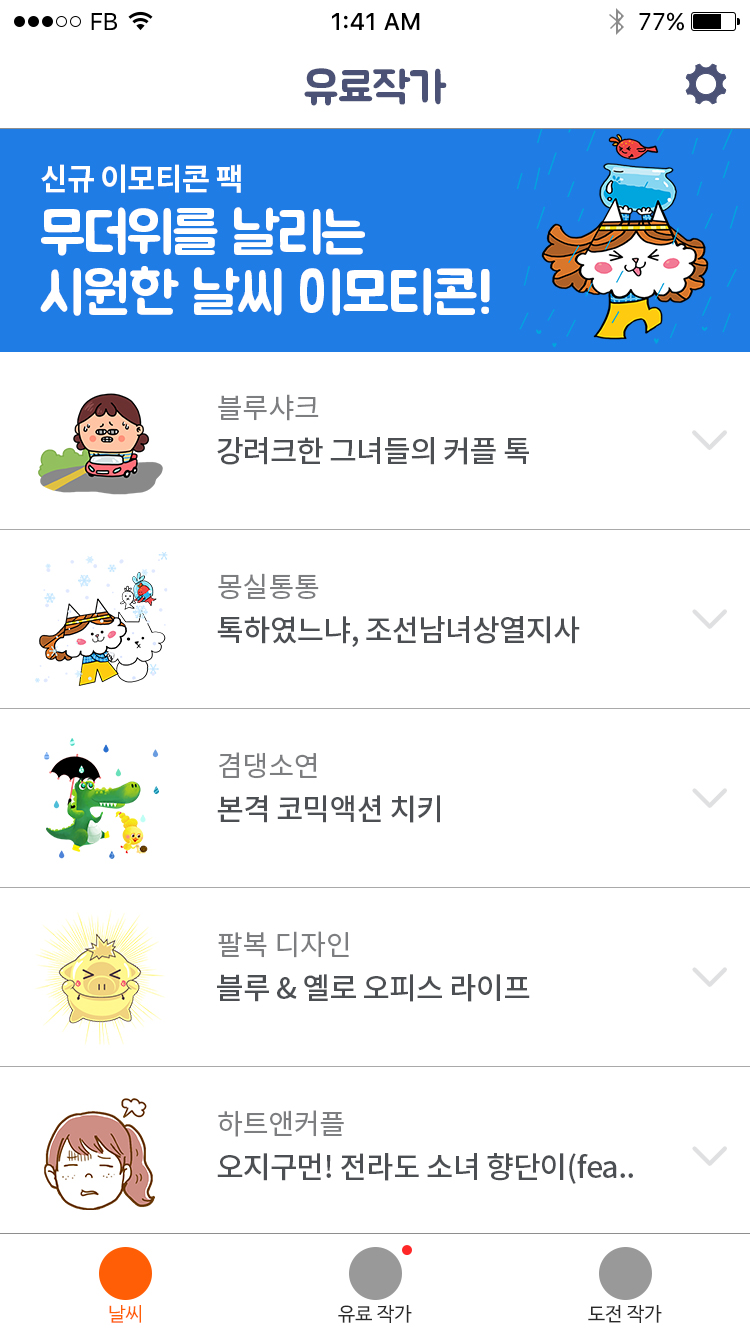 FB 1:41 AM 77%
유료작가
신규 이모티콘 팩
무더위를 날리는
시원한 날씨 이모티콘!
블루샤크
강려크한 그녀들의 커플 톡
몽실통통
톡하였느냐, 조선남녀상열지사
겸댕소연
본격 코믹액션 치키
팔복 디자인
블루 & 옐로 오피스 라이프
하트앤커플
오지구먼! 전라도 소녀 향단이(fea..
날씨
유료 작가
도전 작가